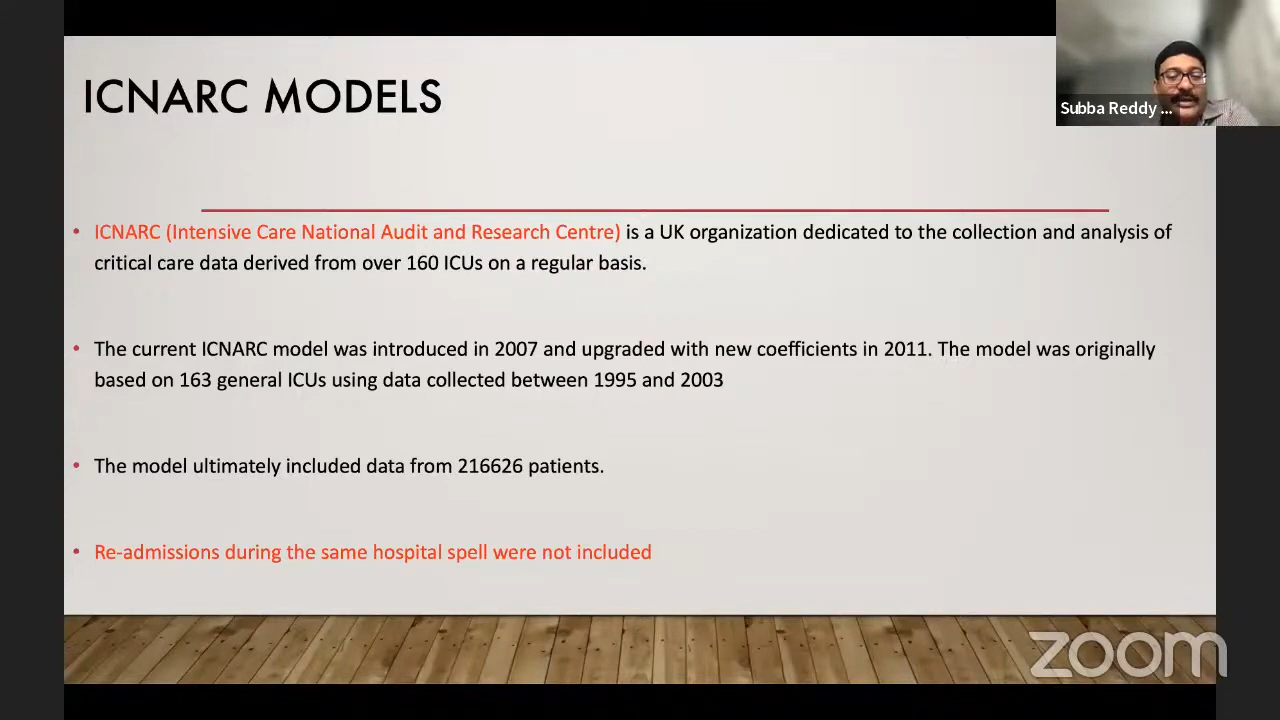 ICNARC MODELS
Subba Reddy ...
• ICNARC (Intensive Care National Audit and Research Centre) is a UK organization dedicated to the collection and analysis of
critical care data derived from over 160 ICUs on a regular basis.
• The current ICNARC model was introduced in 2007 and upgraded with new coefficients in 2011. The model was originally
based on 163 general ICUs using data collected between 1995 and 2003
• The model ultimately included data from 216626 patients.
• Re-admissions during the same hospital spell were not included
zoom